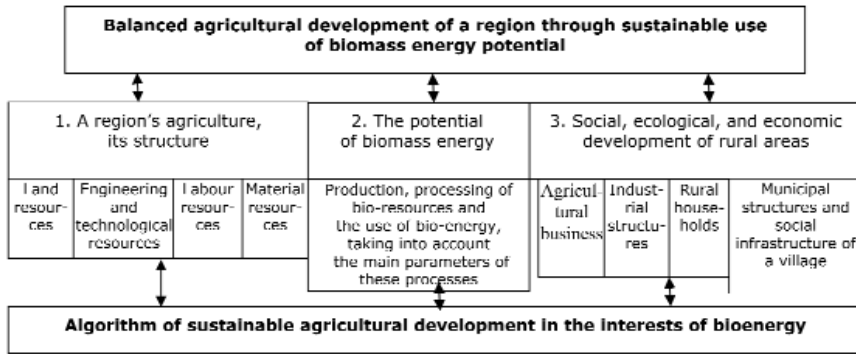 Balanced agricultural development of a region through sustainable use
of biomass energy potential
1. A region's agriculture,
its structure
2. The potential
of biomass energy
3. Social, ecological, and economic
development of rural areas
Land
resour-
ces
Engineering
and
technological
resources
Labour
resour-
ces
Material
resour-
ces
Production, processing of
bio-resources and
the use of bio-energy,
taking into account
the main parameters of
these processes
Agricul-
tural
business
Indust-
rial
structu-
res
Rural
house-
holds
Municipal
structures and
social
infrastructure of
a village
Algorithm of sustainable agricultural development in the interests of bioenergy